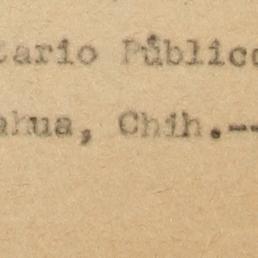 tario Público
ahua, Chih.--